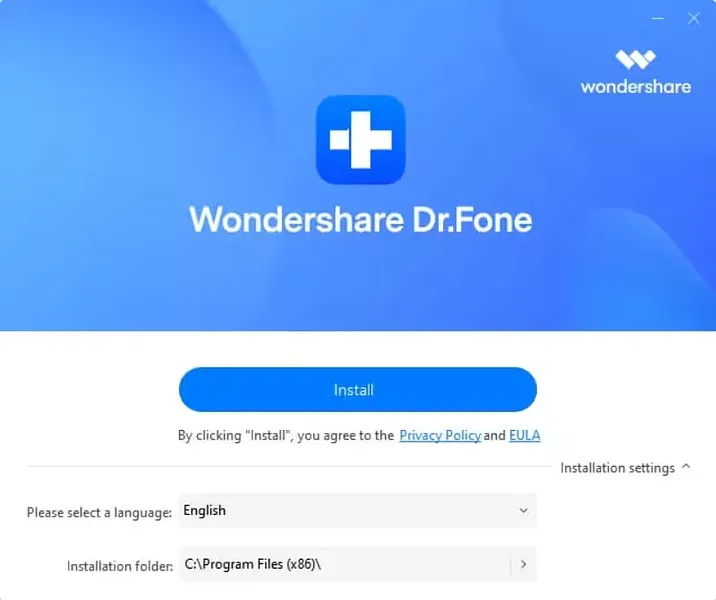 wondershare
Wondershare Dr.Fone
Install
By clicking "Install", you agree to the Privacy Policy and EULA
Installation settings
Please select a language: English
Installation folder: C:\Program Files (x86)\